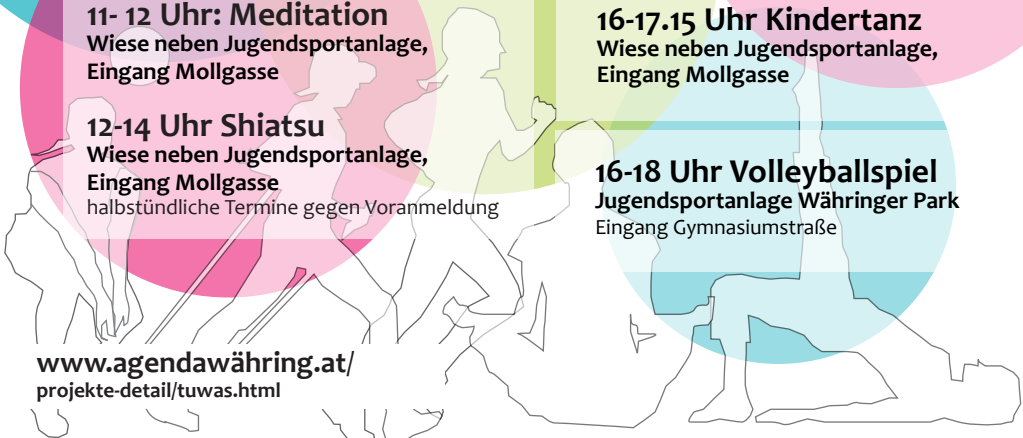 11- 12 Uhr: Meditation
Wiese neben Jugendsportanlage,
Eingang Mollgasse
12-14 Uhr Shiatsu
Wiese neben Jugendsportanlage,
Eingang Mollgasse
halbstündliche Termine gegen Voranmeldung
16-17.15 Uhr Kindertanz
Wiese neben Jugendsportanlage,
Eingang Mollgasse
16-18 Uhr Volleyballspiel
Jugendsportanlage Währinger Park
Eingang Gymnasiumstraße
www.agendawähring.at/
projekte-detail/tuwas.html